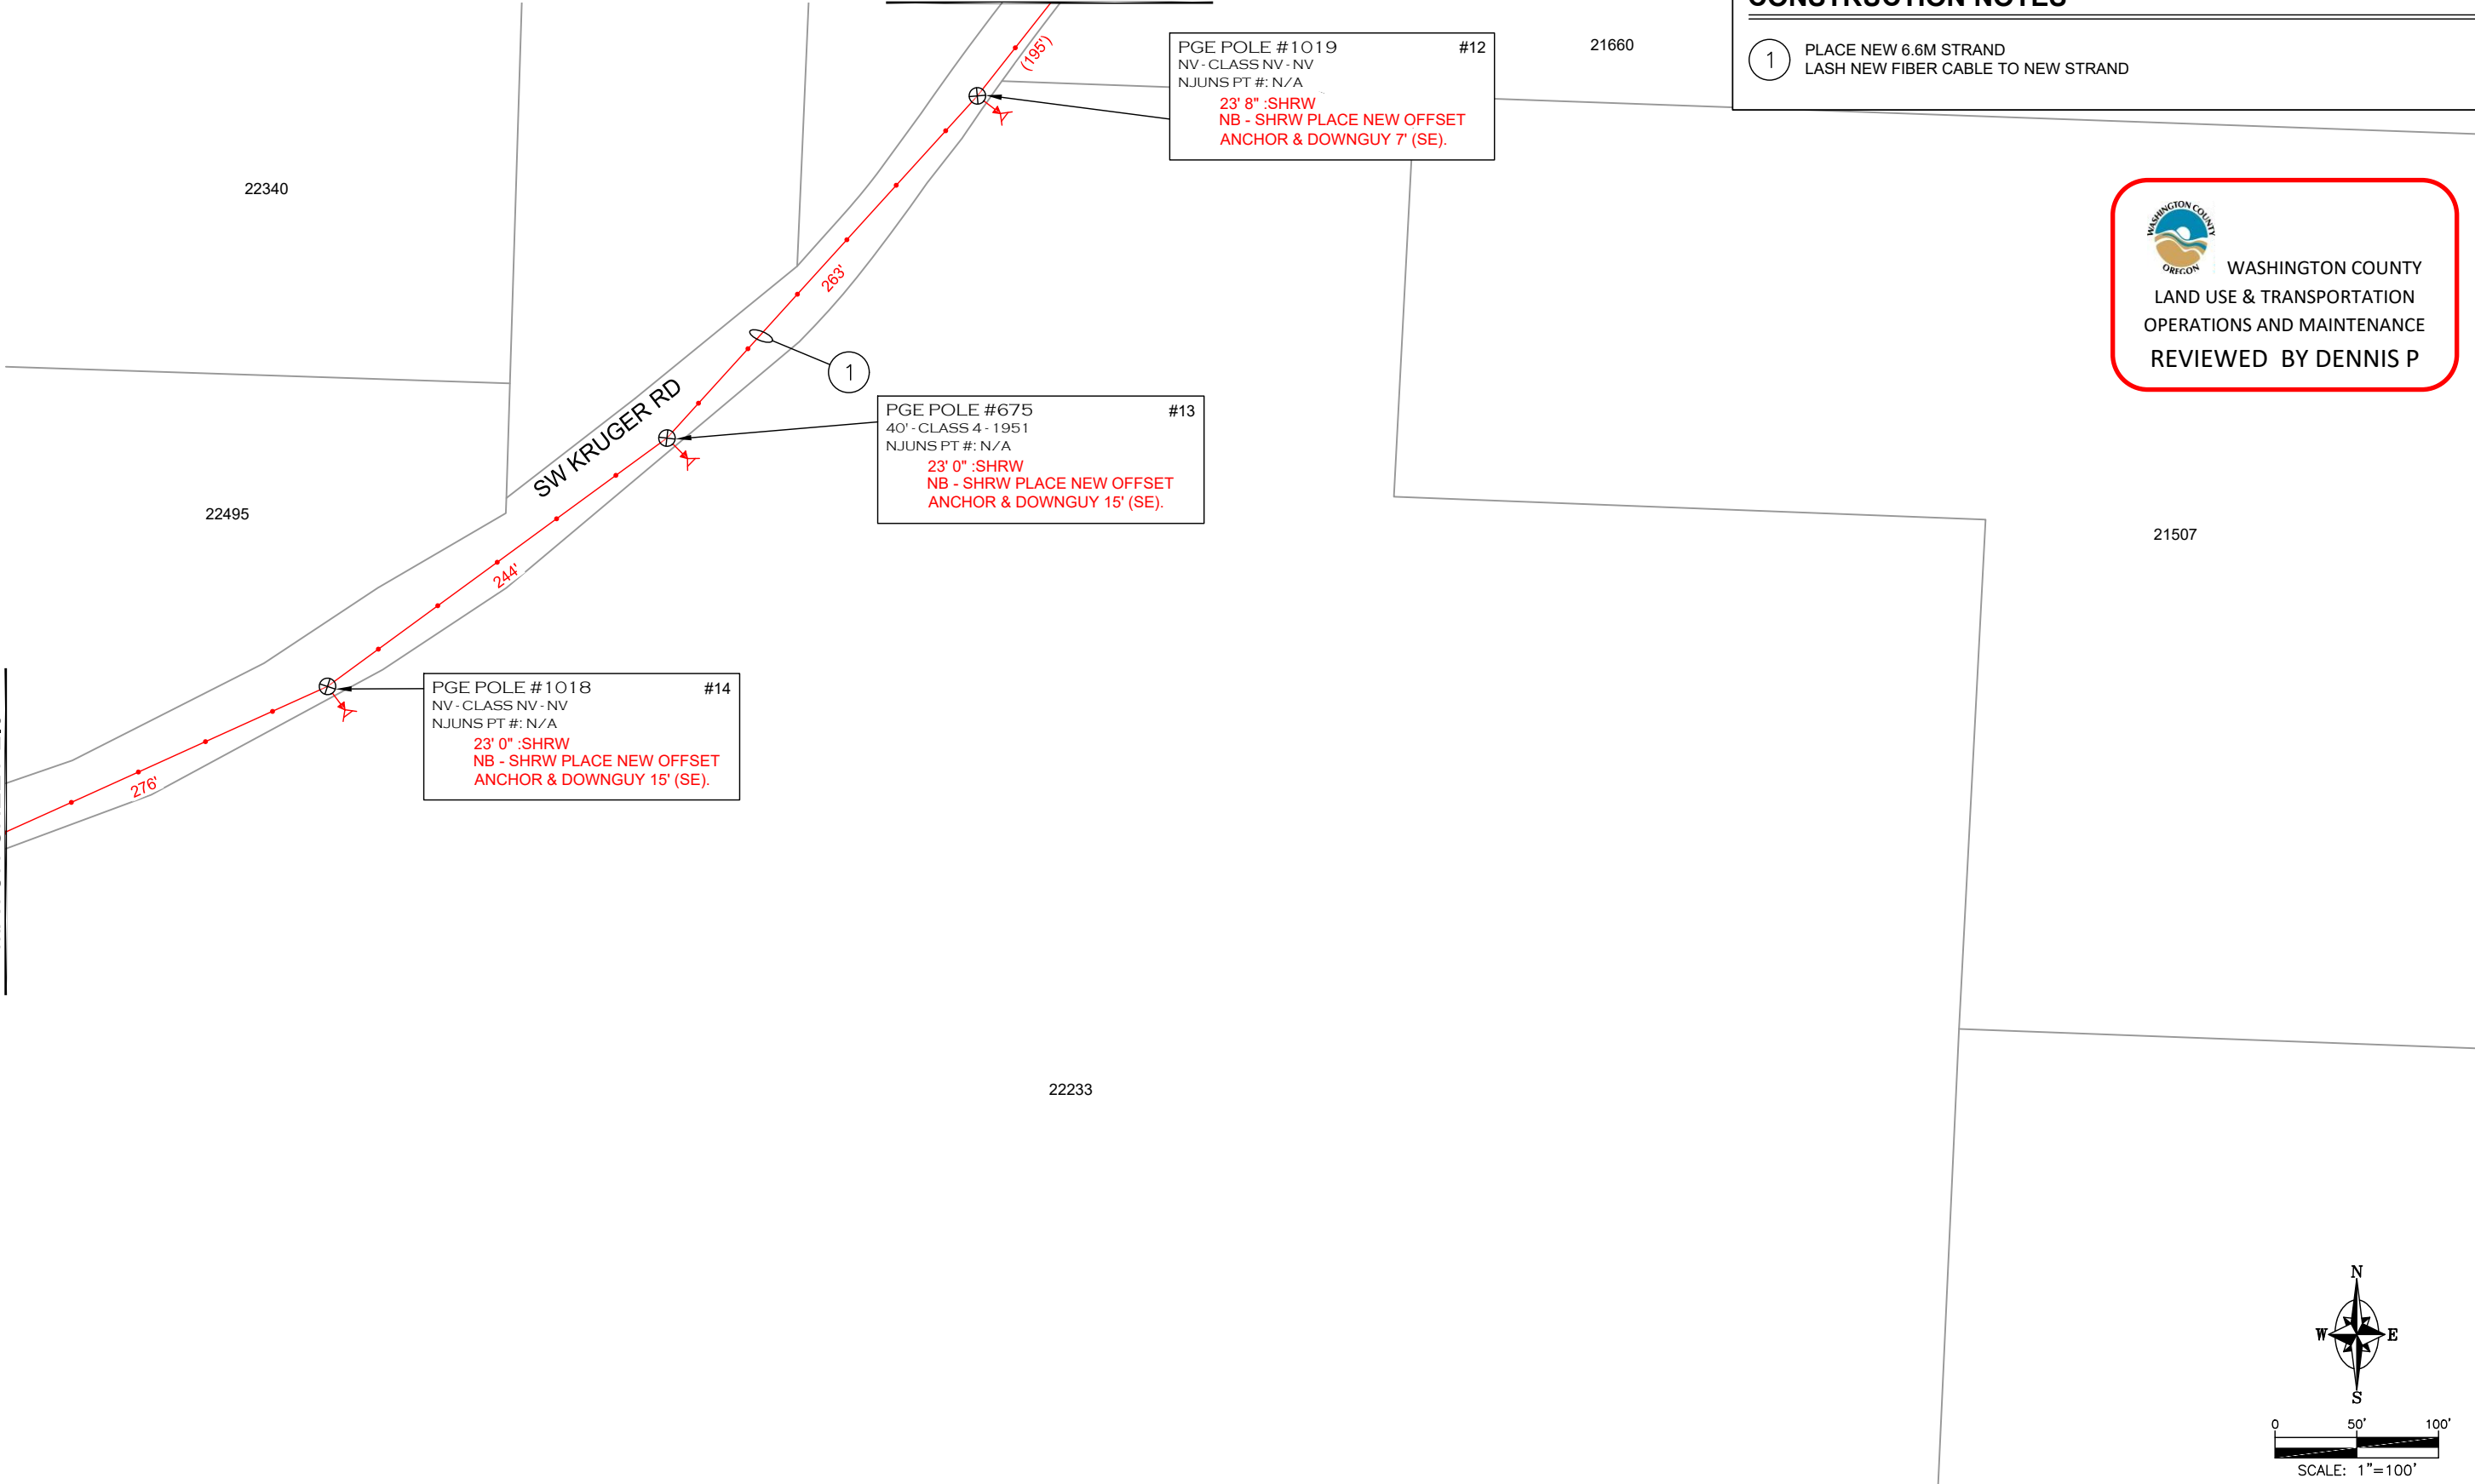 CONSTRUCTION NOTES
1
PLACE NEW 6.6M STRAND
LASH NEW FIBER CABLE TO NEW STRAND
(195')
PGE POLE #1019 #12
NV - CLASS NV - NV
NJUNS PT #: N/A
23' 8" :SHRW
NB - SHRW PLACE NEW OFFSET
ANCHOR & DOWNGUY 7' (SE).
21660
22340
WASHINGTON COUNTY
OREGON
WASHINGTON COUNTY
LAND USE & TRANSPORTATION
OPERATIONS AND MAINTENANCE
REVIEWED BY DENNIS P
263'
1
SW KRUGER RD
PGE POLE #675 #13
40' - CLASS 4 - 1951
NJUNS PT #: N/A
23' 0" :SHRW
NB - SHRW PLACE NEW OFFSET
ANCHOR & DOWNGUY 15' (SE).
22495
21507
244'
PGE POLE #1018 #14
NV - CLASS NV - NV
NJUNS PT #: N/A
23' 0" :SHRW
NB - SHRW PLACE NEW OFFSET
ANCHOR & DOWNGUY 15' (SE).
276'
22233
N
W E
S
0 50' 100'
SCALE: 1"=100'